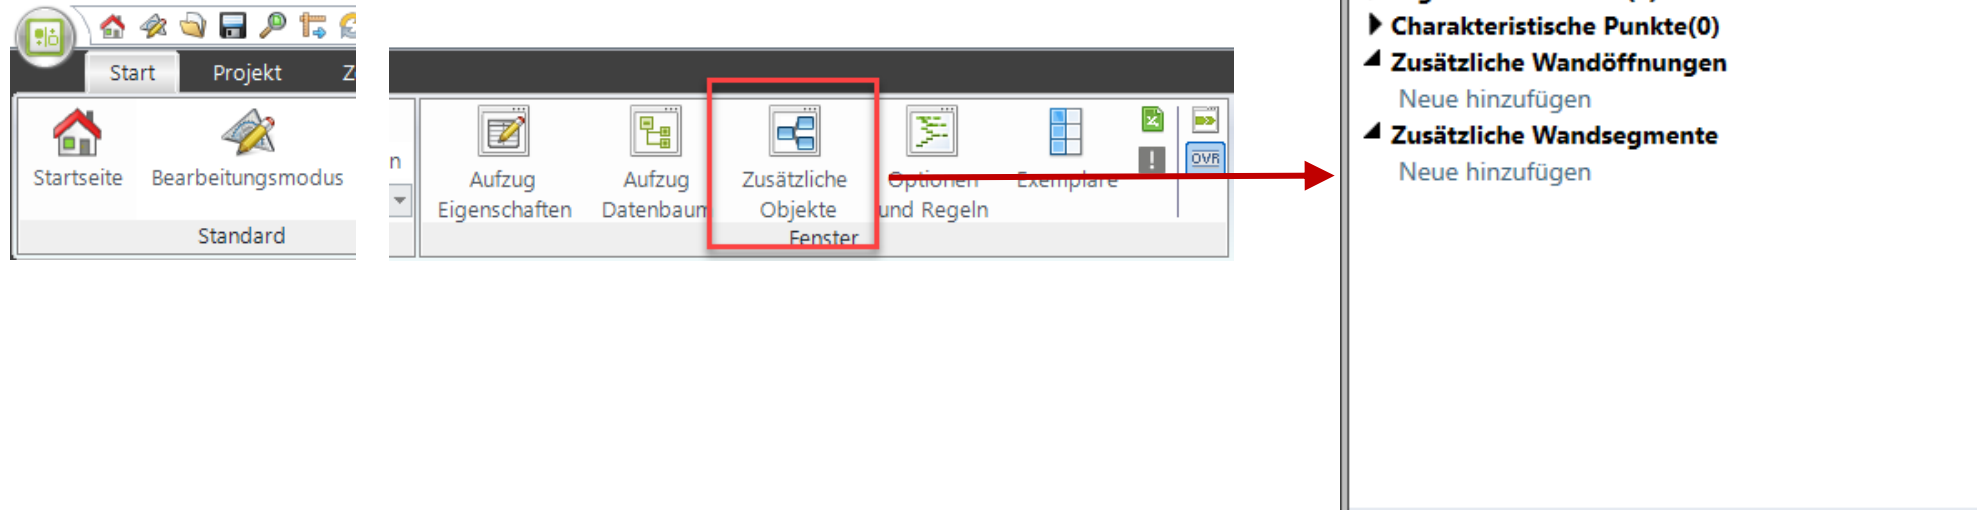 Start Projekt
Startseite Bearbeitungsmodus
Standard
n
Aufzug Eigenschaften
Aufzug
Zusätzliche Objekte
Optionen und Regeln
Exemplare
OVR
Fenster
Charakteristische Punkte(0)
Zusätzliche Wandöffnungen
Neue hinzufügen
Zusätzliche Wandsegmente
Neue hinzufügen